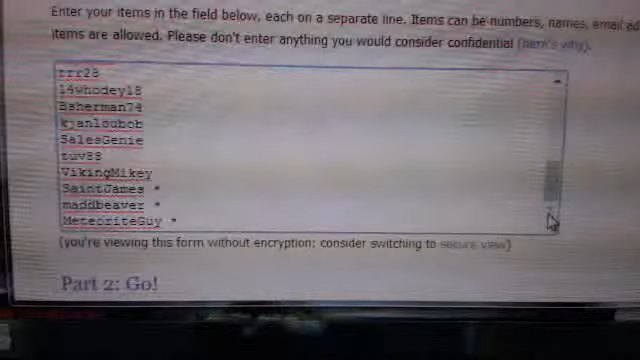 Enter your items in the field below, each on a separate line. Items can be numbers, names, email ad
items are allowed. Please don't enter anything you would consider confidential (here's why).
rrr28
14whodey18
Bsherman74
kyanloubob
SalesGenie
tuv88
VikingMikey
SaintJames *
maddbeaver *
MeteoriteGuy *
(you're viewing this form without encryption; consider switching to secure view)
Part 2: Go!